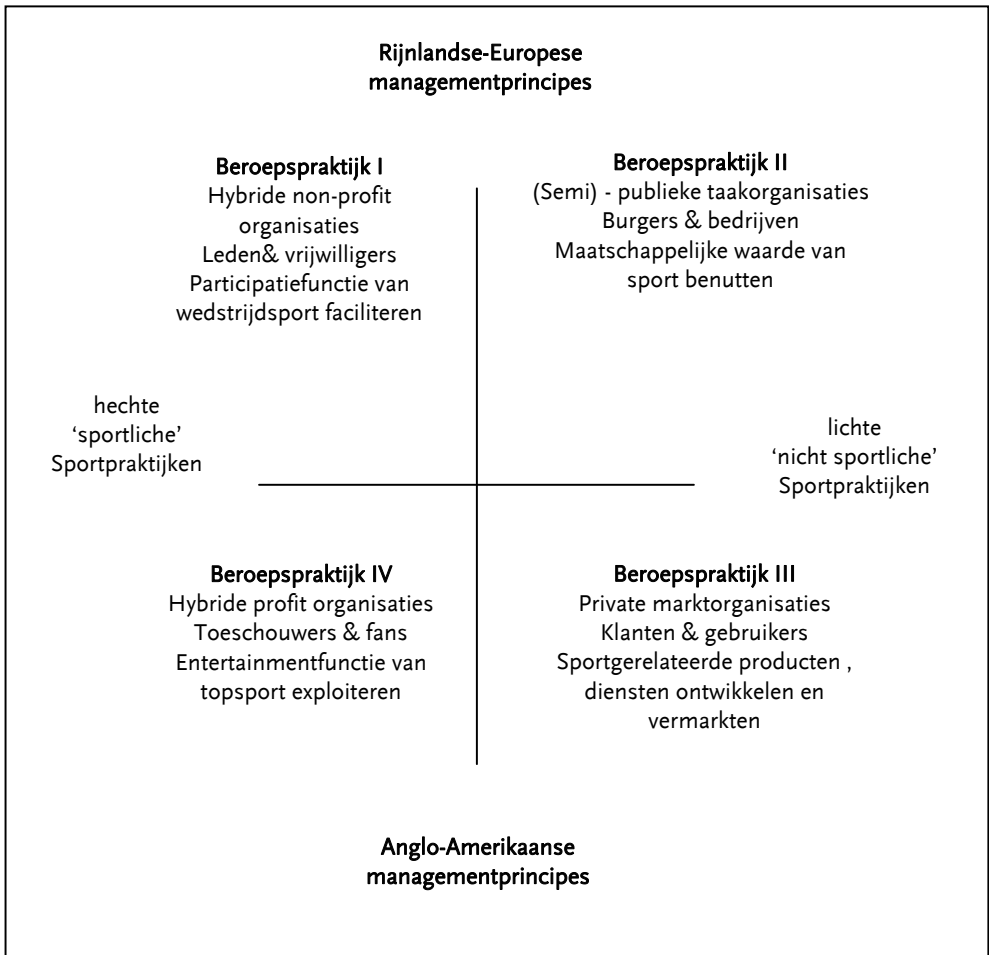 Rijnlandse-Europese
managementprincipes
Beroepspraktijk I
Hybride non-profit
organisaties
Leden& vrijwilligers
Participatiefunctie van
wedstrijdsport faciliteren
Beroepspraktijk II
(Semi) - publieke taakorganisaties
Burgers & bedrijven
Maatschappelijke waarde van
sport benutten
hechte
‘sportliche’
Sportpraktijken
lichte
‘nicht sportliche’
Sportpraktijken
Beroepspraktijk IV
Hybride profit organisaties
Toeschouwers & fans
Entertainmentfunctie van
topsport exploiteren
Beroepspraktijk III
Private marktorganisaties
Klanten & gebruikers
Sportgerelateerde producten ,
diensten ontwikkelen en
vermarkten
Anglo-Amerikaanse
managementprincipes